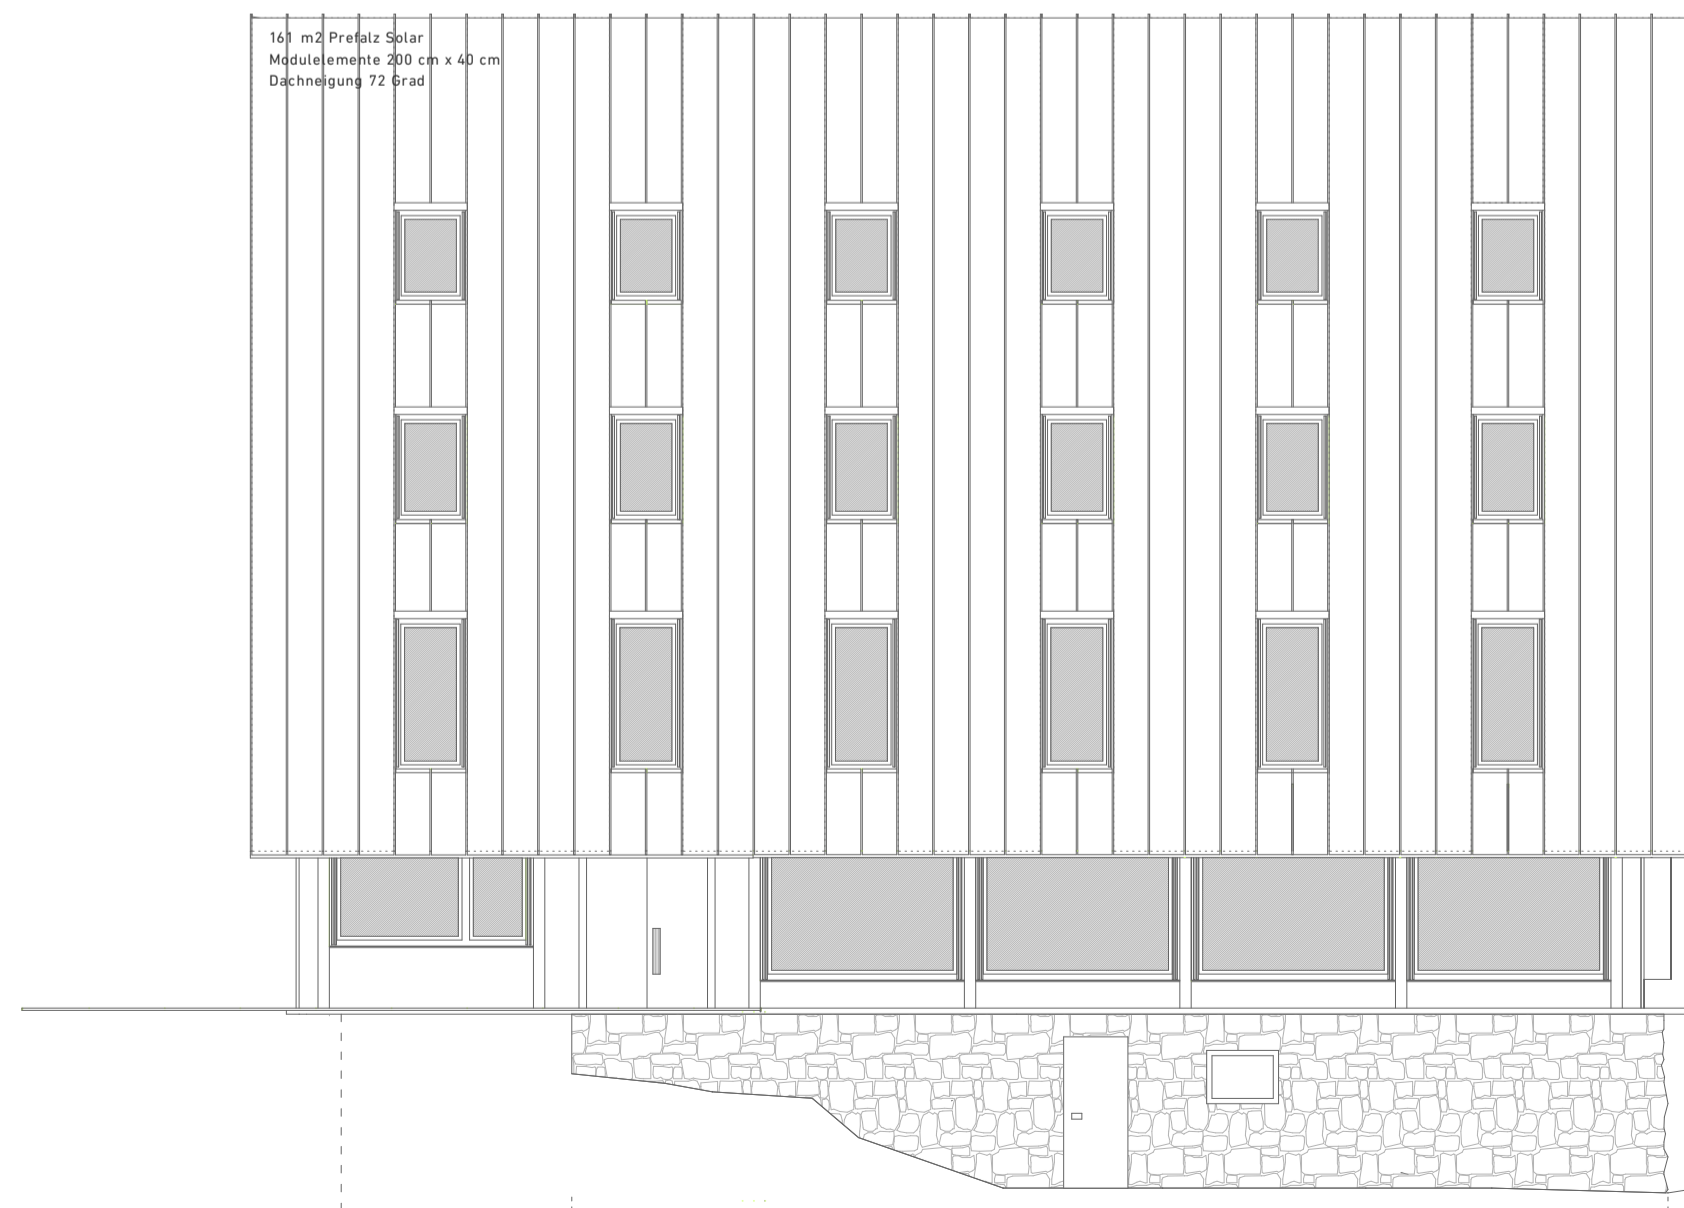 161 m2 Prefalz Solar
Modulelemente 200 cm x 40 cm
Dachneigung 72 Grad